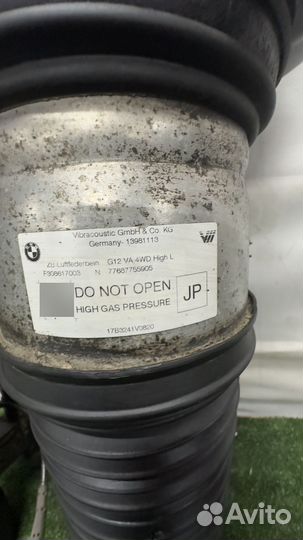 Vibracoustic GmbH & Co. KG
Germany- 13981113
ZB-Luftfederbein G12 VA 4WD High L
F308617003 N 77687755905
DO NOT OPEN
HIGH GAS PRESSURE
JP
17B3241V0820
Avito